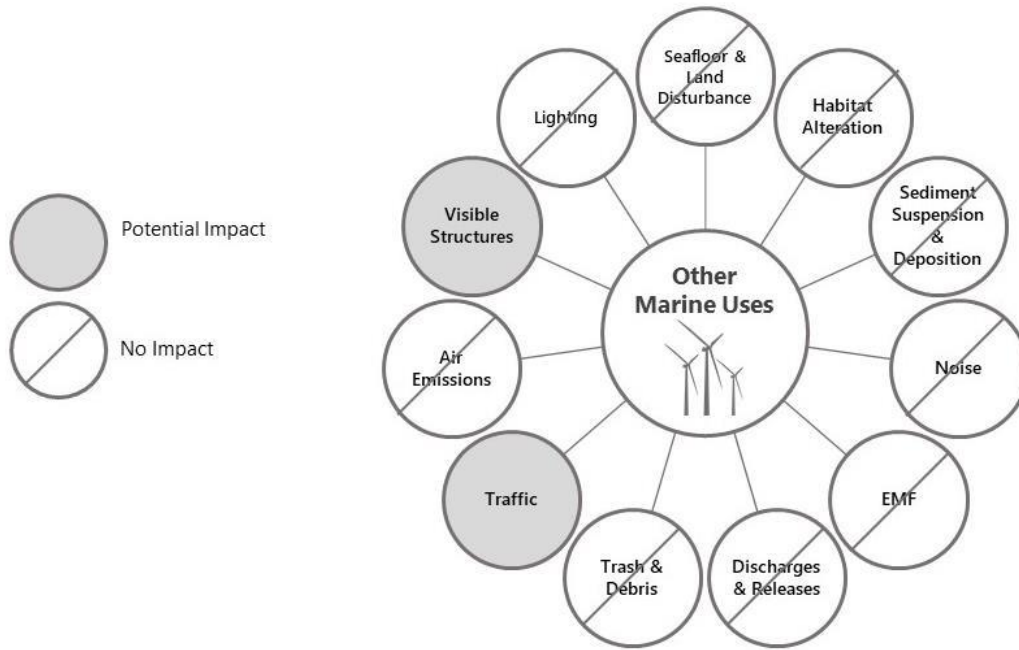 Potential Impact
No Impact
Other
Marine Uses
Seafloor &
Land
Disturbance
Habitat
Alteration
Sediment
Suspension
&
Deposition
Noise
EMF
Discharges
& Releases
Trash &
Debris
Traffic
Air
Emissions
Visible
Structures
Lighting